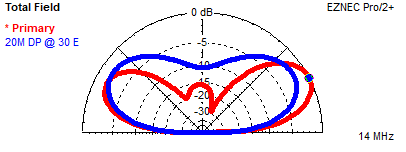 Total Field
EZNEC Pro/2+
0 dB
* Primary
20M DP @ 30 E
-5
-10
-15
-20
-30
14 MHz